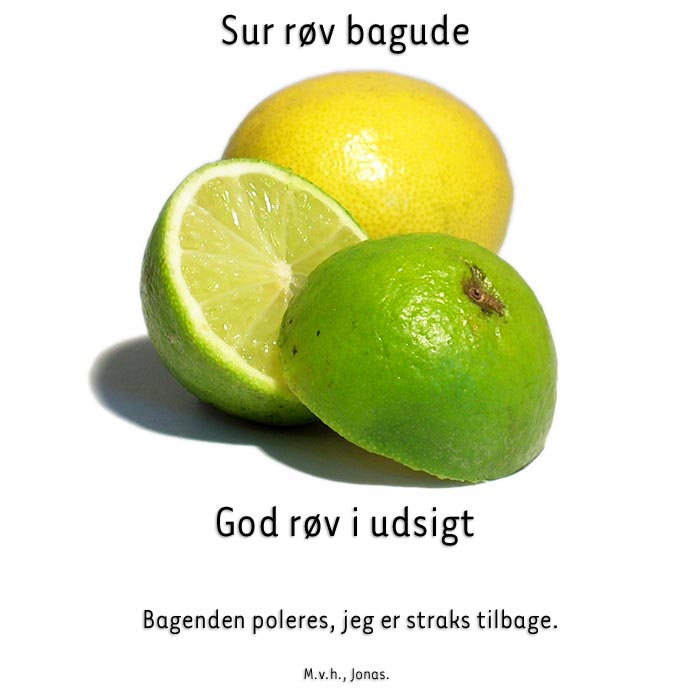 Sur røv bagude
God røv i udsigt
Bagenden poleres, jeg er straks tilbage.
M.v.h., Jonas.